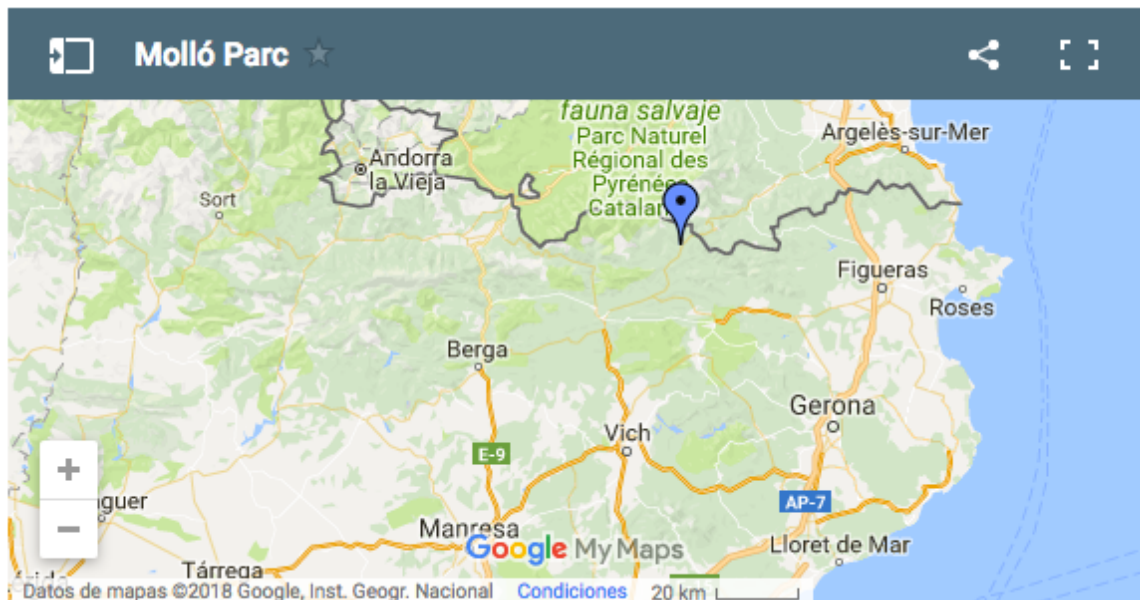 Molló Parc
fauna salvaje
Parc Naturel
Régional des
Pyrénées
Catalan
Argelès-sur-Mer
Andorra
la Vieja
Sort
Figueras
Roses
Berga
Gerona
Vich
E-9
aguer
AP-7
Manresa
Google My Maps
Lloret de Mar
Tárrega
Datos de mapas ©2018 Google, Inst. Geogr. Nacional Condiciones 20 km